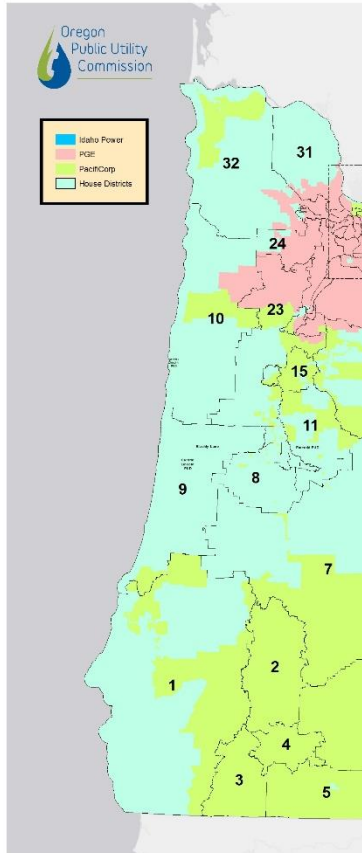 Oregon
Public Utility
Commission
Idaho Power
PGE
PacifiCorp
House Districts
31
32
24
23
10
15
11
8
9
7
2
1
4
3
5